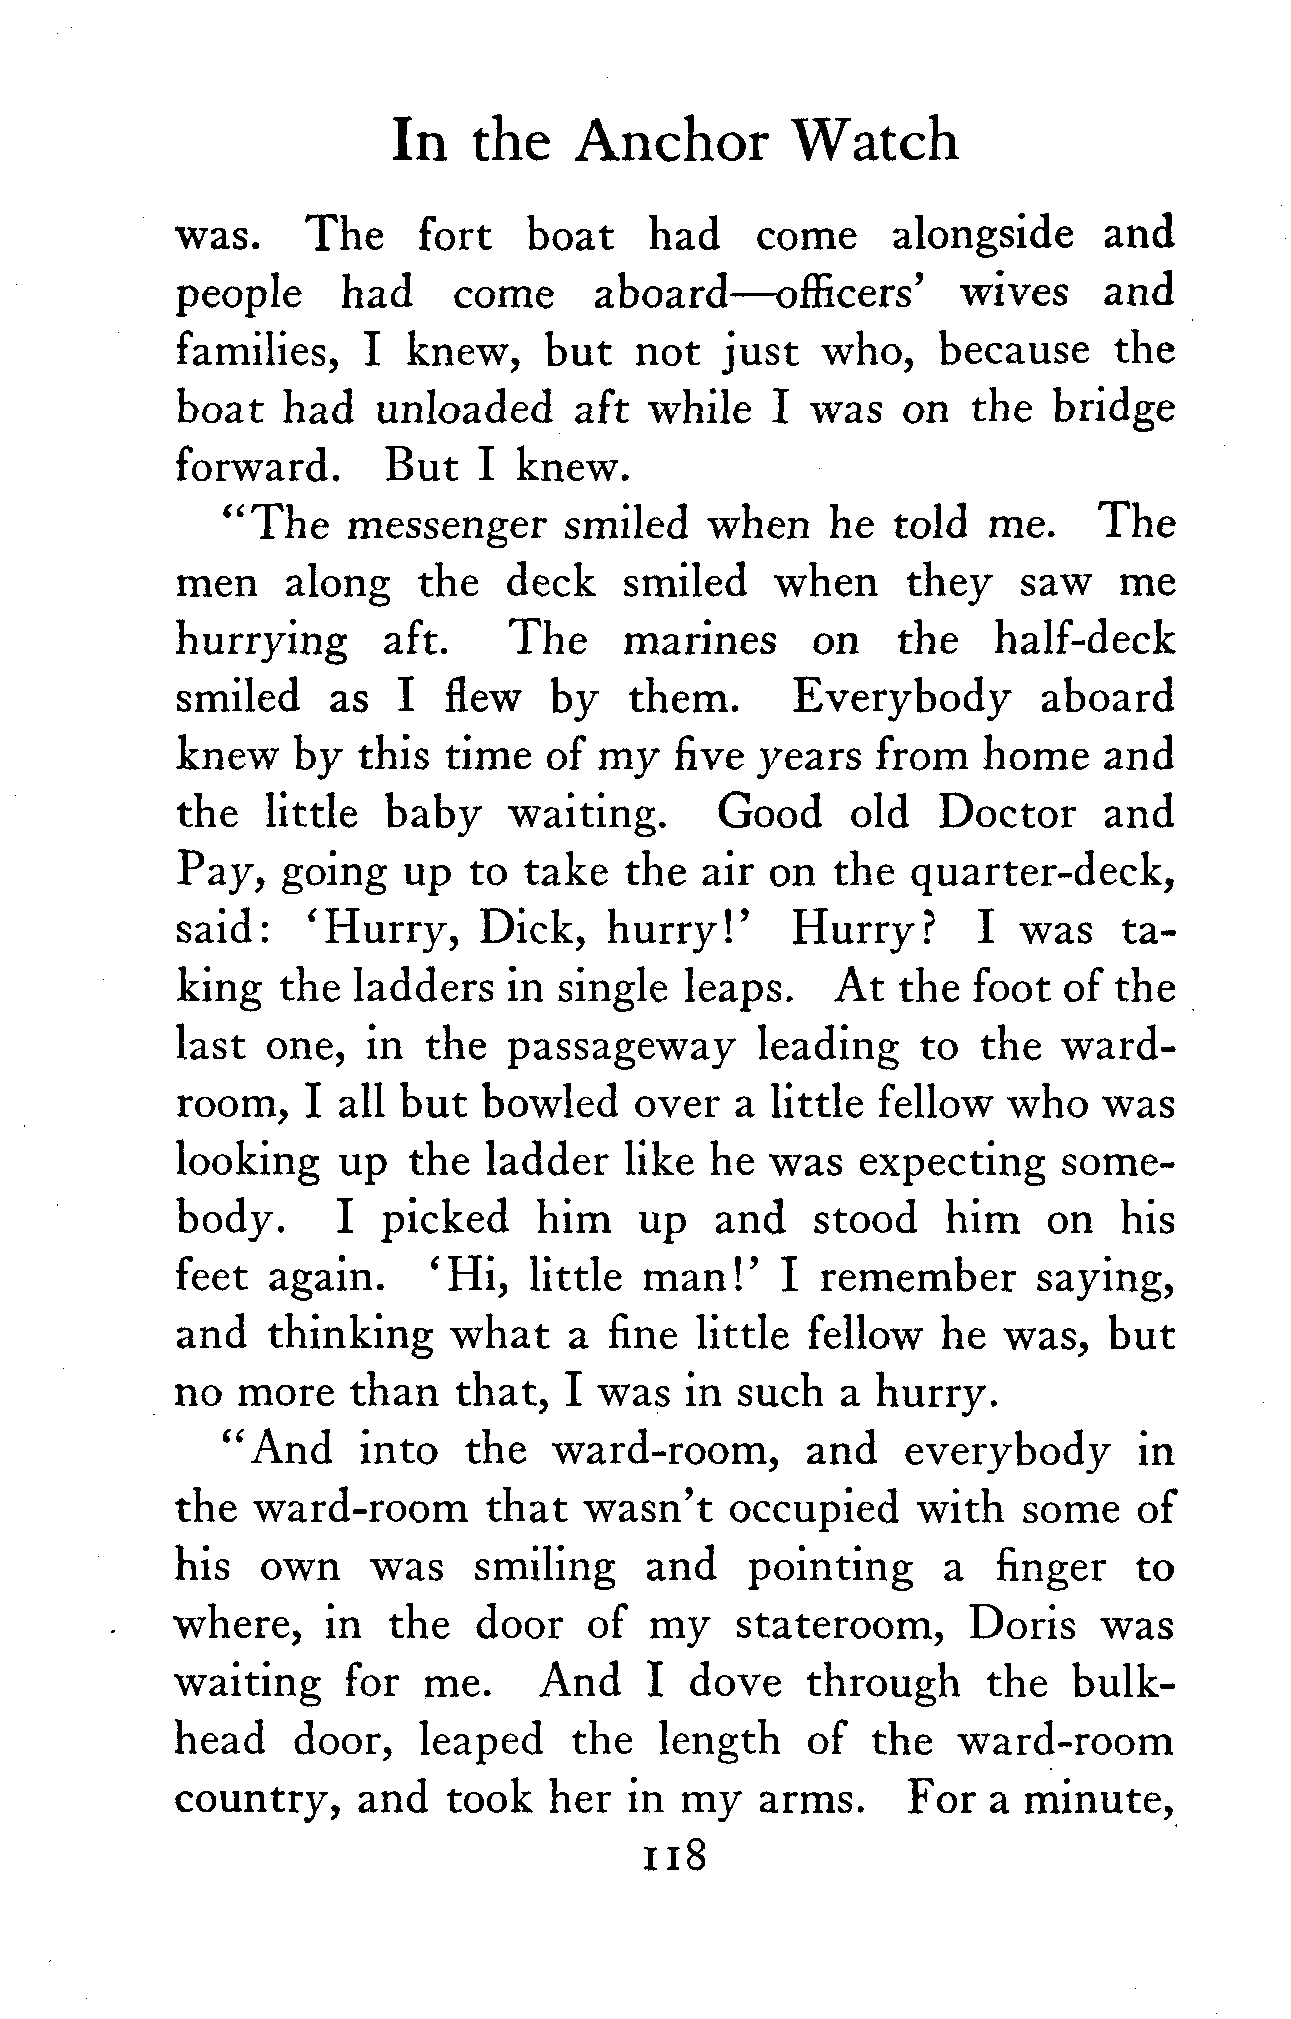 In the Anchor Watch
was. The fort boat had come alongside and
people had come aboard—officers' wives and
families, I knew, but not just who, because the
boat had unloaded aft while I was on the bridge
forward. But I knew.
"The messenger smiled when he told me. The
men along the deck smiled when they saw me
hurrying aft. The marines on the half-deck
smiled as I flew by them. Everybody aboard
knew by this time of my five years from home and
the little baby waiting. Good old Doctor and
Pay, going up to take the air on the quarter-deck,
said: 'Hurry, Dick, hurry!' Hurry? I was ta-
king the ladders in single leaps. At the foot of the
last one, in the passageway leading to the ward-
room, I all but bowled over a little fellow who was
looking up the ladder like he was expecting some-
body. I picked him up and stood him on his
feet again. 'Hi, little man!' I remember saying,
and thinking what a fine little fellow he was, but
no more than that, I was in such a hurry.
"And into the ward-room, and everybody in
the ward-room that wasn't occupied with some of
his own was smiling and pointing a finger to
where, in the door of my stateroom, Doris was
waiting for me. And I dove through the bulk-
head door, leaped the length of the ward-room
country, and took her in my arms. For a minute,
118